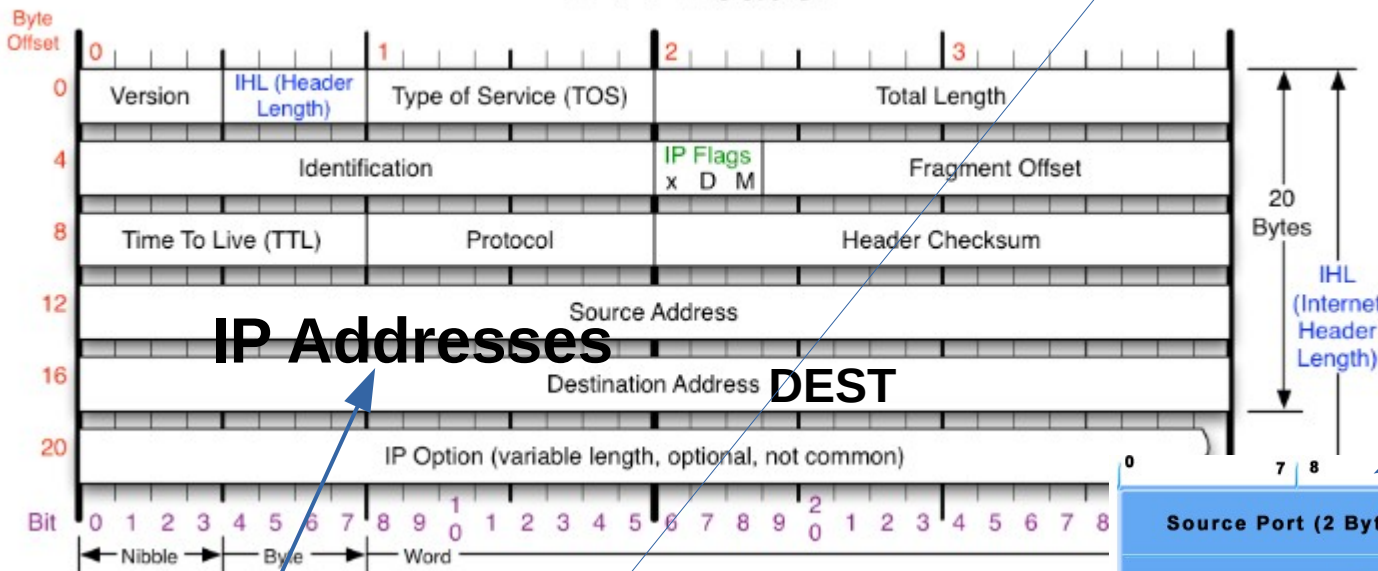 Byte
Offset
0 1 2 3
0 Version IHL (Header Length) Type of Service (TOS) Total Length
4 Identification IP Flags Fragment Offset
x D M
8 Time To Live (TTL) Protocol Header Checksum
20
Bytes
12 Source Address
IP Addresses
IHL
(Internet
Header
Length)
16 Destination Address DEST
20 IP Option (variable length, optional, not common)
0 7 8
Bit 0 1 2 3 4 5 6 7 8 9 10 1 2 3 4 5 6 7 8 9 20 1 2 3 4 5 6 7 8
Source Port (2 Byt
Nibble Byte Word